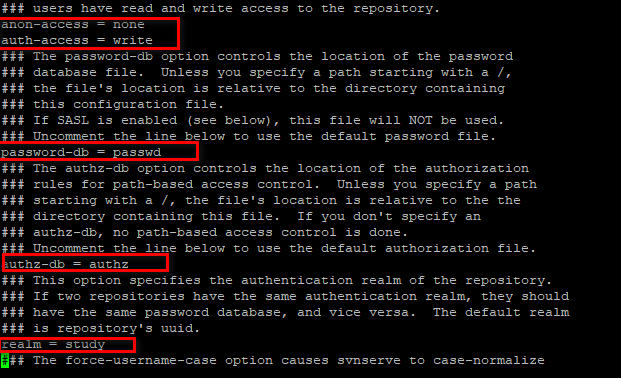 ### users have read and write access to the repository.
anon-access = none
auth-access = write
### The password-db option controls the location of the password
### database file.  Unless you specify a path starting with a /,
### the file's location is relative to the directory containing
### this configuration file.
### If SASL is enabled (see below), this file will NOT be used.
### Uncomment the line below to use the default password file.
password-db = passwd
### The authz-db option controls the location of the authorization
### rules for path-based access control.  Unless you specify a path
### starting with a /, the file's location is relative to the the
### directory containing this file.  If you don't specify an
### authz-db, no path-based access control is done.
### Uncomment the line below to use the default authorization file.
authz-db = authz
### This option specifies the authentication realm of the repository.
### If two repositories have the same authentication realm, they should
### have the same password database, and vice versa.  The default realm
### is repository's uuid.
realm = study
### The force-username-case option causes svnserve to case-normalize